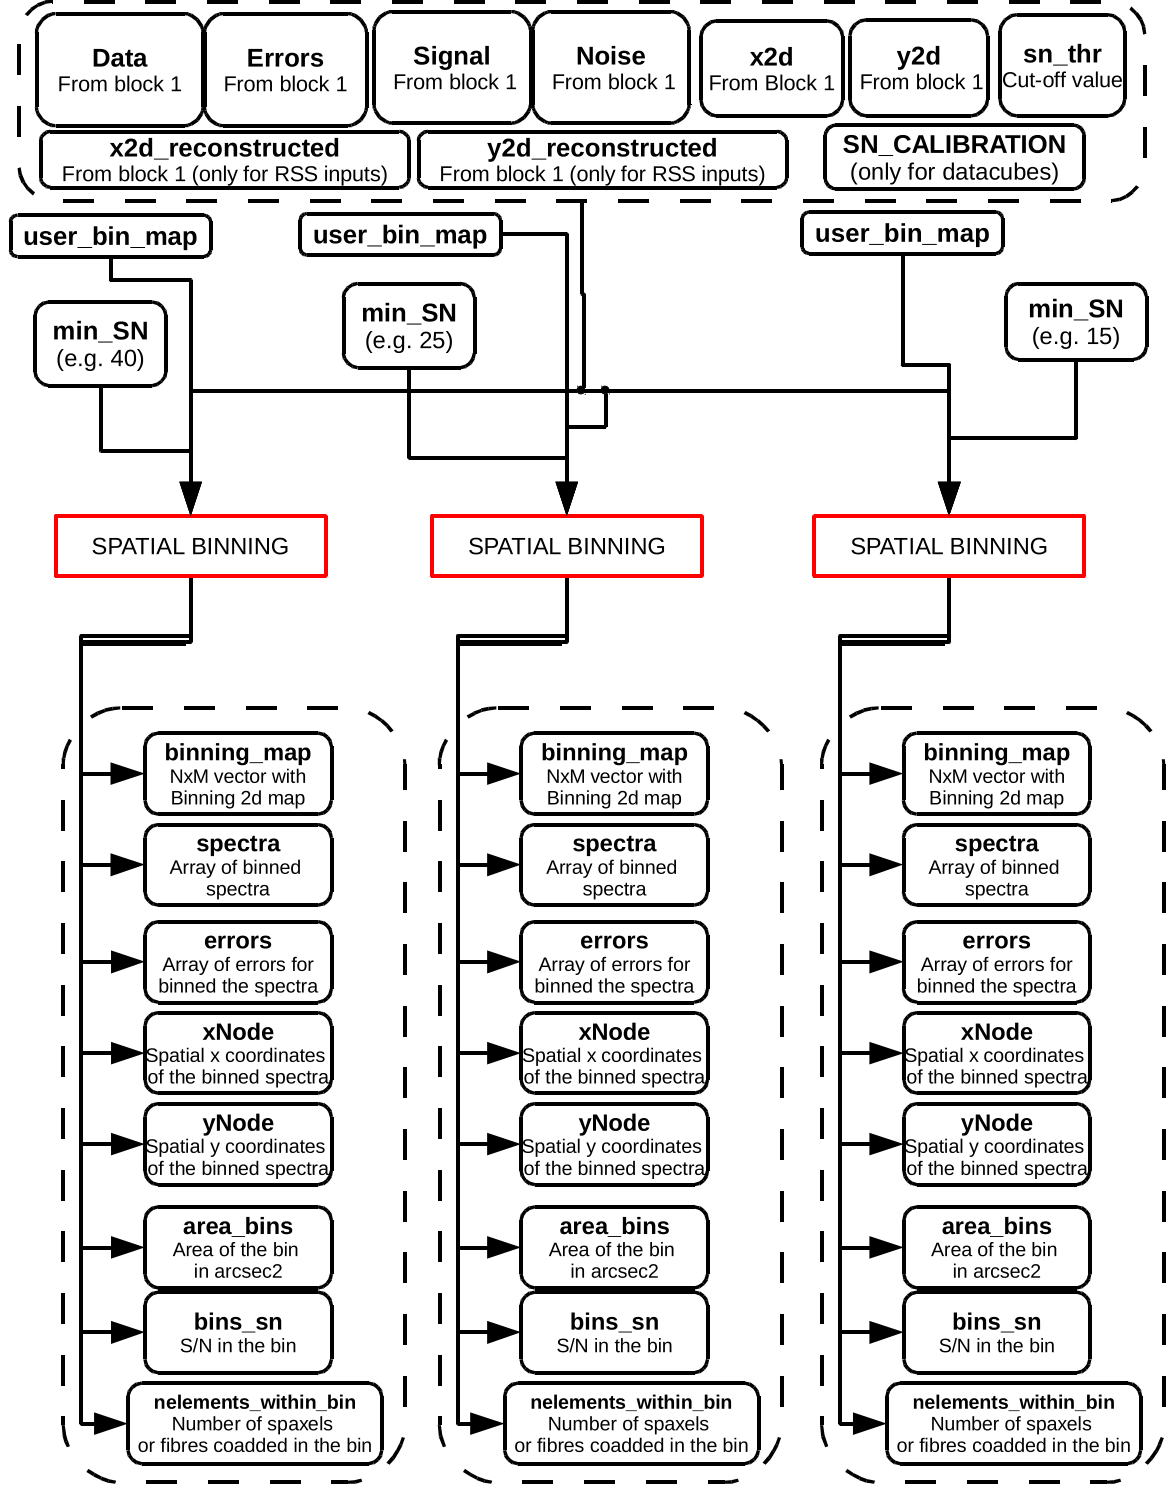 Data
From block 1
Errors
From block 1
Signal
From block 1
Noise
From block 1
x2d
From Block 1
y2d
From block 1
sn_thr
Cut-off value
x2d_reconstructed
From block 1 (only for RSS inputs)
y2d_reconstructed
From block 1 (only for RSS inputs)
SN_CALIBRATION
(only for datacubes)
user_bin_map
user_bin_map
user_bin_map
min_SN
(e.g. 40)
min_SN
(e.g. 25)
min_SN
(e.g. 15)
SPATIAL BINNING
SPATIAL BINNING
SPATIAL BINNING
binning_map
NxM vector with
Binning 2d map
spectra
Array of binned
spectra
errors
Array of errors for
binned the spectra
xNode
Spatial x coordinates
of the binned spectra
yNode
Spatial y coordinates
of the binned spectra
area_bins
Area of the bin
in arcsec2
bins_sn
S/N in the bin
nelements_within_bin
Number of spaxels
or fibres coadded in the bin
binning_map
NxM vector with
Binning 2d map
spectra
Array of binned
spectra
errors
Array of errors for
binned the spectra
xNode
Spatial x coordinates
of the binned spectra
yNode
Spatial y coordinates
of the binned spectra
area_bins
Area of the bin
in arcsec2
bins_sn
S/N in the bin
nelements_within_bin
Number of spaxels
or fibres coadded in the bin
binning_map
NxM vector with
Binning 2d map
spectra
Array of binned
spectra
errors
Array of errors for
binned the spectra
xNode
Spatial x coordinates
of the binned spectra
yNode
Spatial y coordinates
of the binned spectra
area_bins
Area of the bin
in arcsec2
bins_sn
S/N in the bin
nelements_within_bin
Number of spaxels
or fibres coadded in the bin